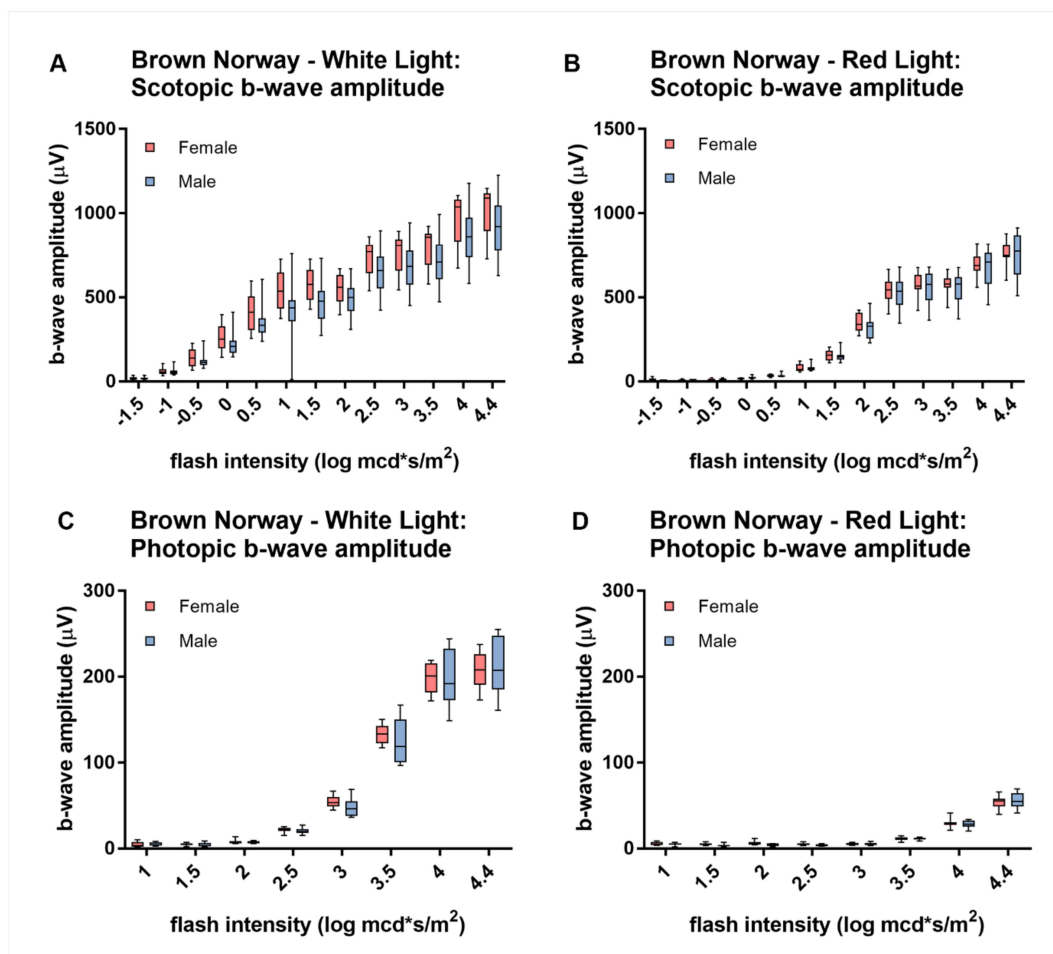 A
Brown Norway - White Light:
Scotopic b-wave amplitude
1500
1000
500
0
b-wave amplitude (μV)
Female
Male
-1.5 -1 -0.5 0 0.5 1 1.5 2 2.5 3 3.5 4 4.4
flash intensity (log mcd*s/m²)
B
Brown Norway - Red Light:
Scotopic b-wave amplitude
1500
1000
500
0
b-wave amplitude (μV)
Female
Male
-1.5 -1 -0.5 0 0.5 1 1.5 2 2.5 3 3.5 4 4.4
flash intensity (log mcd*s/m²)
C
Brown Norway - White Light:
Photopic b-wave amplitude
300
200
100
0
b-wave amplitude (μV)
Female
Male
1 1.5 2 2.5 3 3.5 4 4.4
flash intensity (log mcd*s/m²)
D
Brown Norway - Red Light:
Photopic b-wave amplitude
300
200
100
0
b-wave amplitude (μV)
Female
Male
1 1.5 2 2.5 3 3.5 4 4.4
flash intensity (log mcd*s/m²)